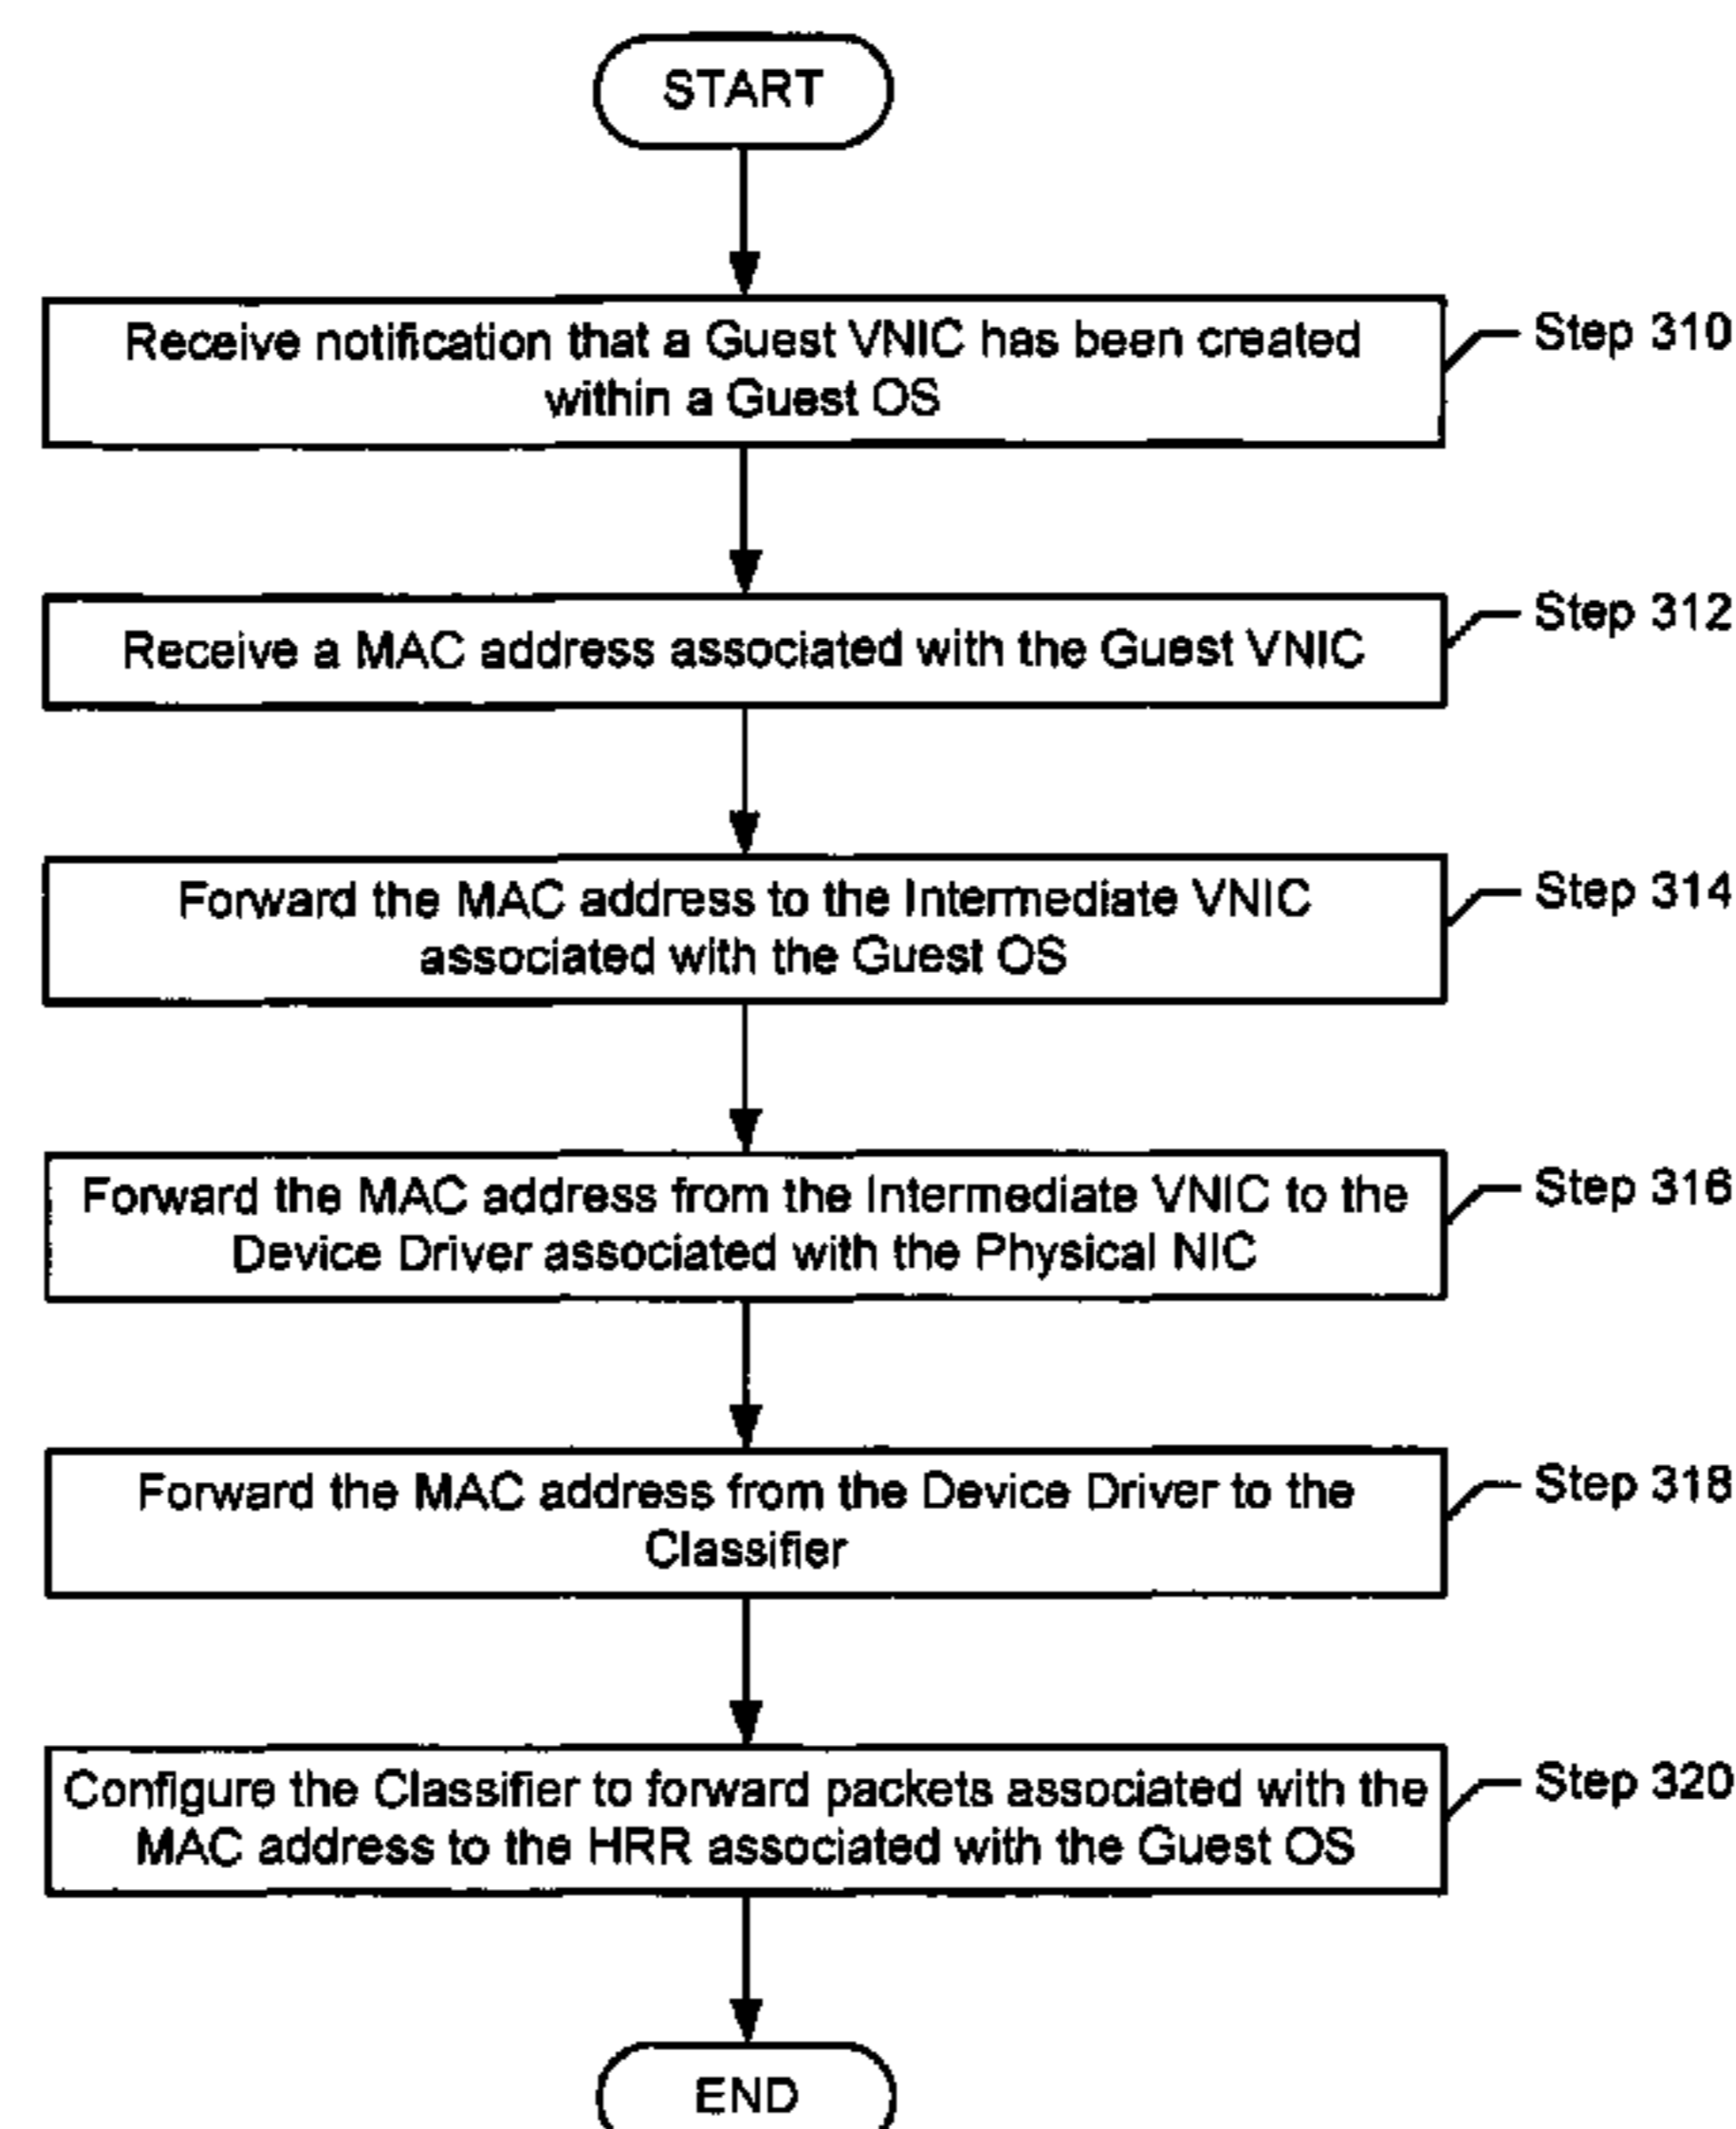 START
Receive notification that a Guest VNIC has been created
within a Guest OS
Step 310
Receive a MAC address associated with the Guest VNIC
Step 312
Forward the MAC address to the Intermediate VNIC
associated with the Guest OS
Step 314
Forward the MAC address from the Intermediate VNIC to the
Device Driver associated with the Physical NIC
Step 316
Forward the MAC address from the Device Driver to the
Classifier
Step 318
Configure the Classifier to forward packets associated with the
MAC address to the HRR associated with the Guest OS
Step 320
END